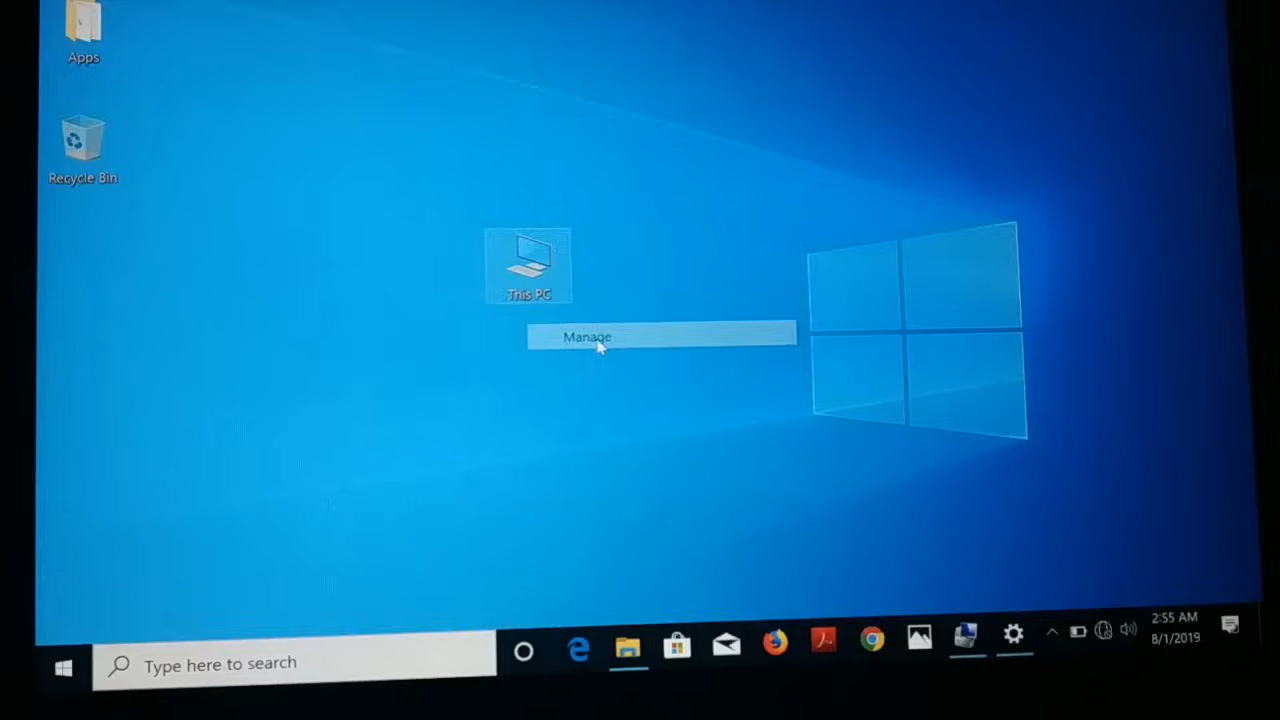 Apps
Recycle Bin
This PC
Manage
Type here to search
2:55 AM
8/1/2019